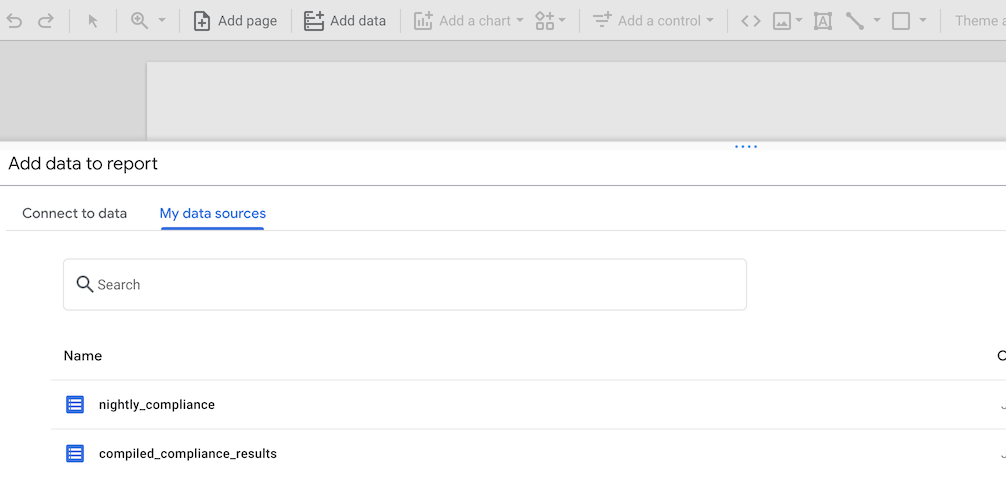 Add page Add data Add a chart Add a control Theme a
Add data to report
Connect to data My data sources
Search
Name
nightly_compliance
compiled_compliance_results